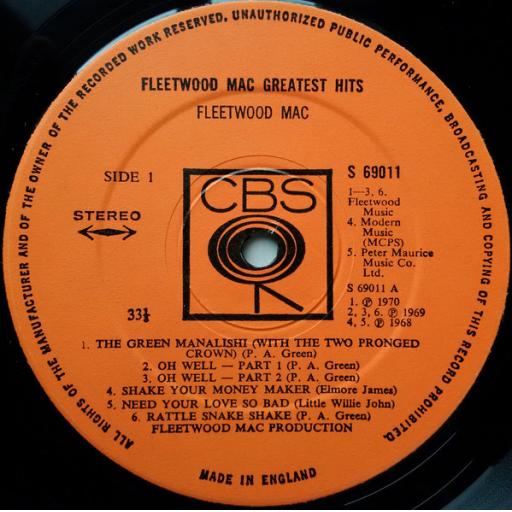 ALL RIGHTS OF THE MANUFACTURER AND OF THE OWNER OF THE RECORDED WORK RESERVED. UNAUTHORIZED PUBLIC PERFORMANCE, BROADCASTING AND COPYING OF THIS RECORD PROHIBITED.
FLEETWOOD MAC GREATEST HITS
FLEETWOOD MAC
SIDE 1
STEREO
33⅓
CBS
S 69011
1—3, 6.
Fleetwood
Music
4. Modern
Music
(MCPS)
5. Peter Maurice
Music Co.
Ltd.
S 69011 A
1. ℗ 1970
2, 3, 6. ℗ 1969
4, 5. ℗ 1968
1. THE GREEN MANALISHI (WITH THE TWO PRONGED
CROWN) (P. A. Green)
2. OH WELL — PART 1 (P. A. Green)
3. OH WELL — PART 2 (P. A. Green)
4. SHAKE YOUR MONEY MAKER (Elmore James)
5. NEED YOUR LOVE SO BAD (Little Willie John)
6. RATTLE SNAKE SHAKE (P. A. Green)
FLEETWOOD MAC PRODUCTION
MADE IN ENGLAND